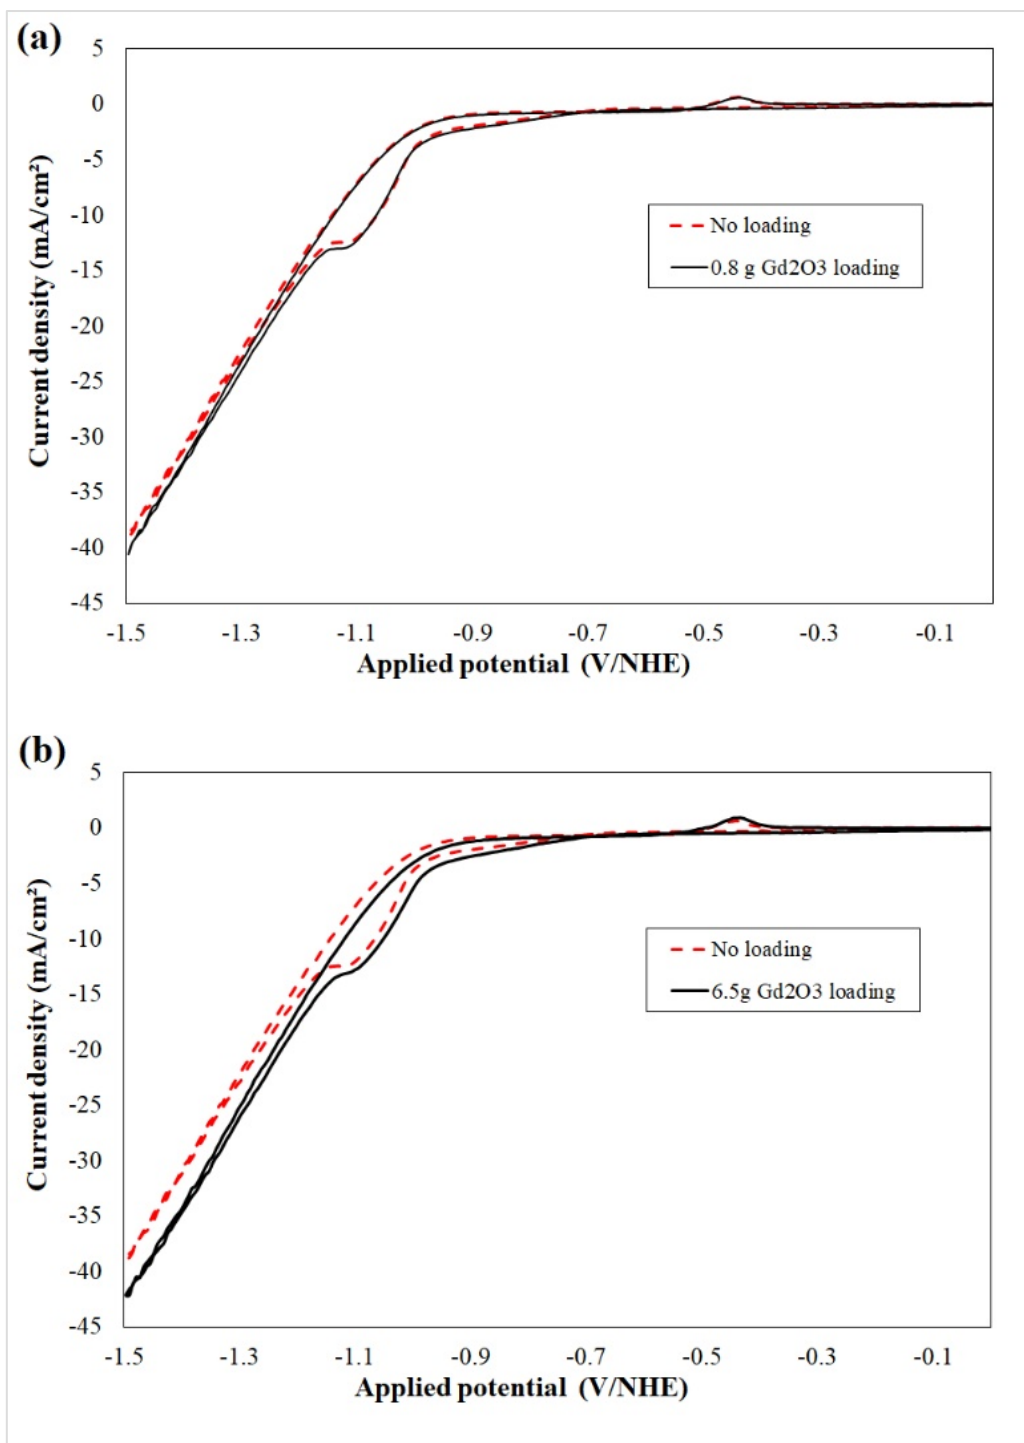 (a)
5
0
-5
-10
-15
-20
-25
-30
-35
-40
-45
Current density (mA/cm²)
No loading
0.8 g Gd2O3 loading
-1.5 -1.3 -1.1 -0.9 -0.7 -0.5 -0.3 -0.1
Applied potential (V/NHE)
(b)
5
0
-5
-10
-15
-20
-25
-30
-35
-40
-45
Current density (mA/cm²)
No loading
6.5g Gd2O3 loading
-1.5 -1.3 -1.1 -0.9 -0.7 -0.5 -0.3 -0.1
Applied potential (V/NHE)